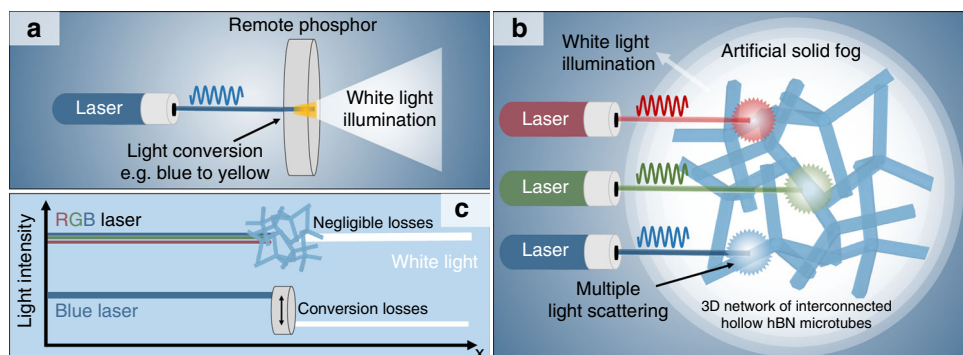 a
Remote phosphor
Laser
White light
illumination
Light conversion
e.g. blue to yellow
b
White light
illumination
Artificial solid fog
Laser
Laser
Laser
Multiple
light scattering
3D network of interconnected
hollow hBN microtubes
c
Light intensity
RGB laser
Negligible losses
White light
Blue laser
Conversion losses
x